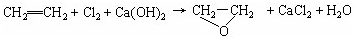 CH₂═CH₂ + Cl₂ + Ca(OH)₂ → CH₂─CH₂ + CaCl₂ + H₂O
O